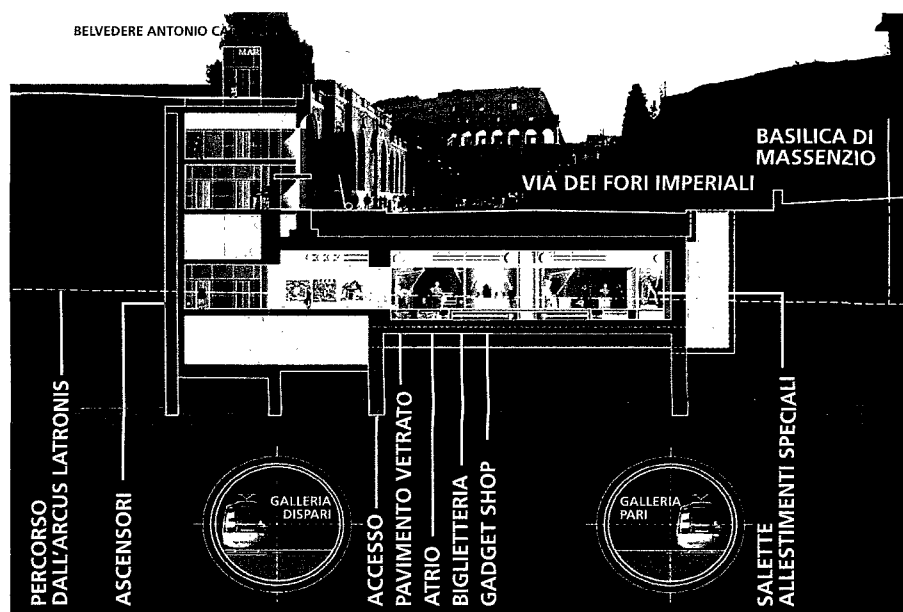 BELVEDERE ANTONIO
MAR
BASILICA DI
MASSENZIO
VIA DEI FORI IMPERIALI
PERCORSO
DALL'ARCUS LATRONIS
ASCENSORI
GALLERIA
DISPARI
ACCESSO
PAVIMENTO VETRATO
ATRIO
BIGLIETTERIA
GADGET SHOP
GALLERIA
PARI
SALETTE
ALLESTIMENTI SPECIALI